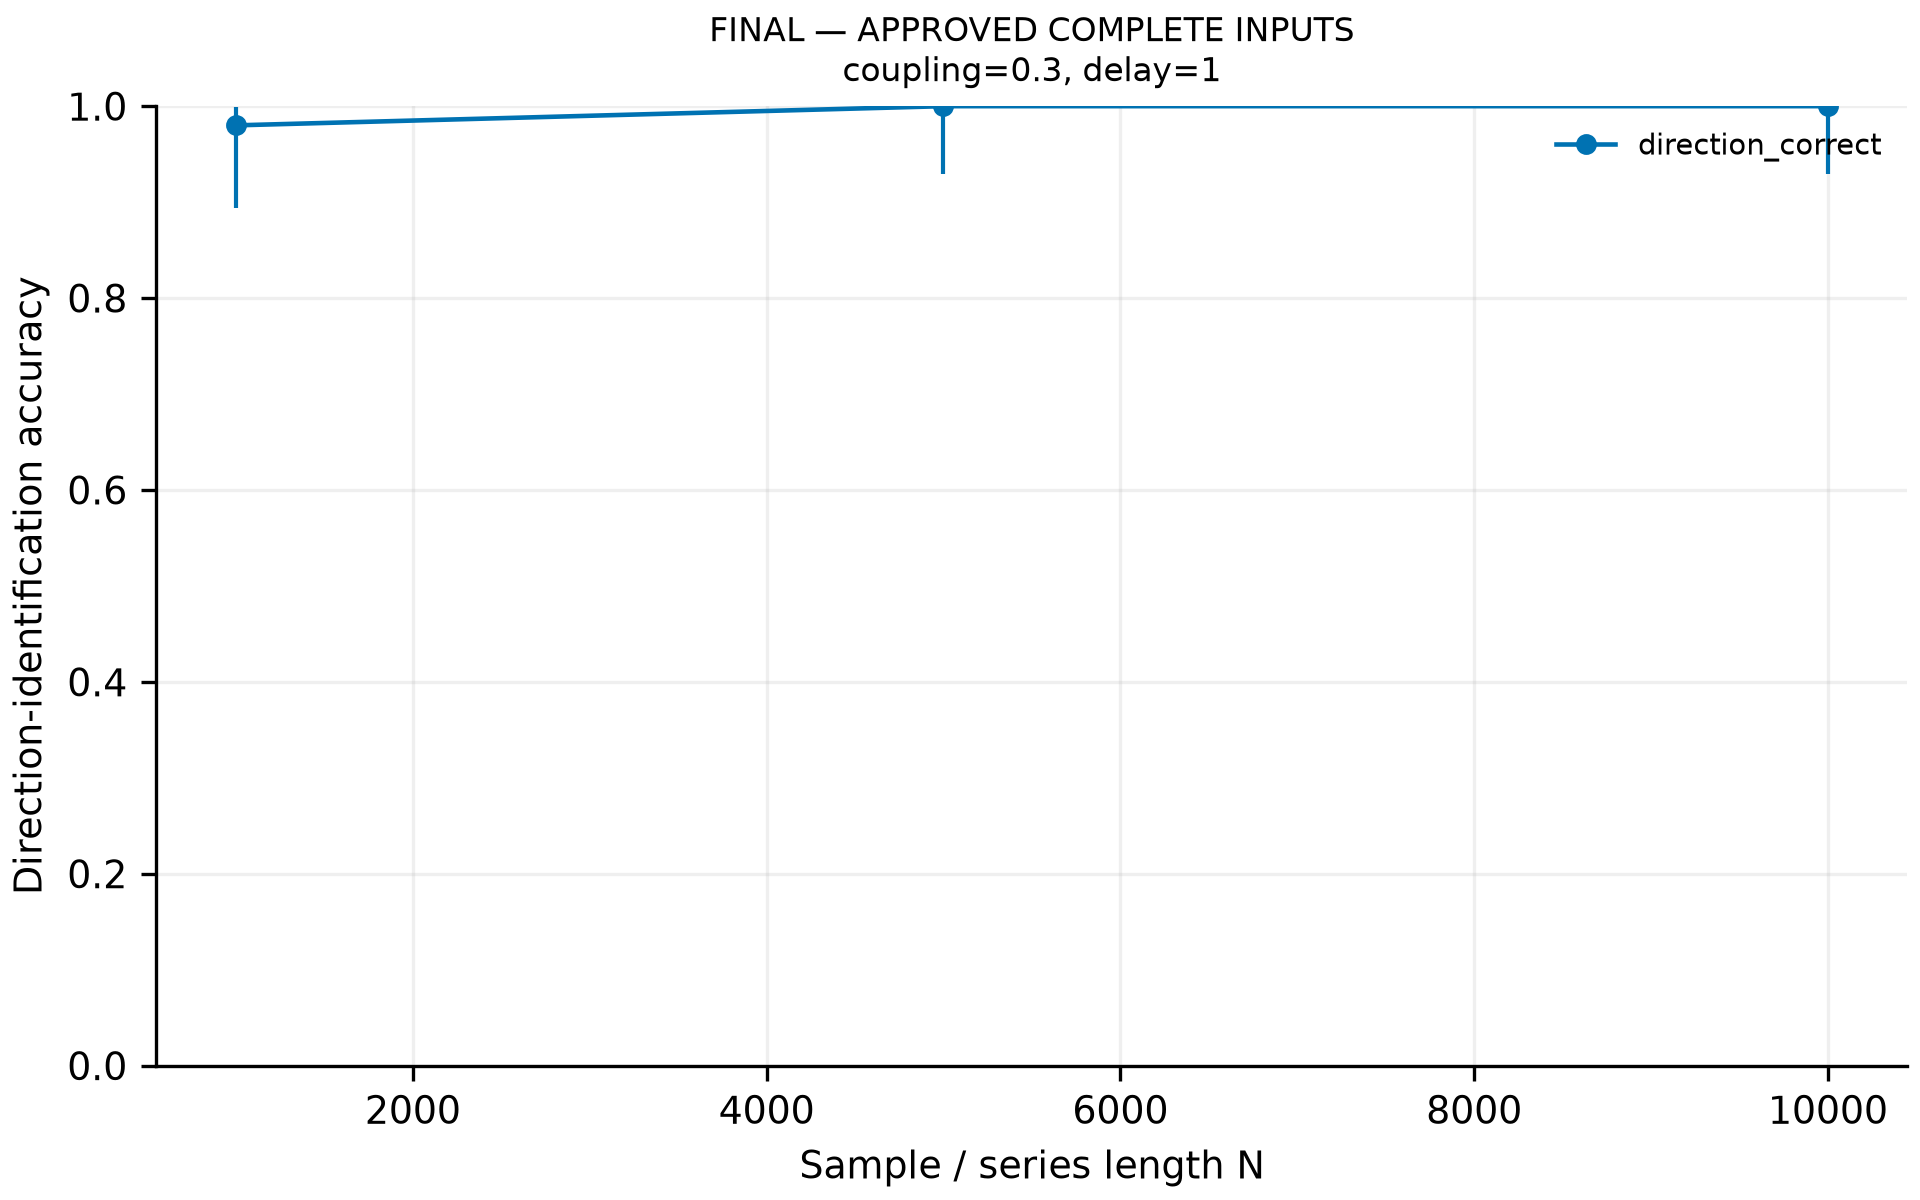 FINAL — APPROVED COMPLETE INPUTS
coupling=0.3, delay=1
direction_correct
Direction-identification accuracy
1.0
0.8
0.6
0.4
0.2
0.0
2000 4000 6000 8000 10000
Sample / series length N